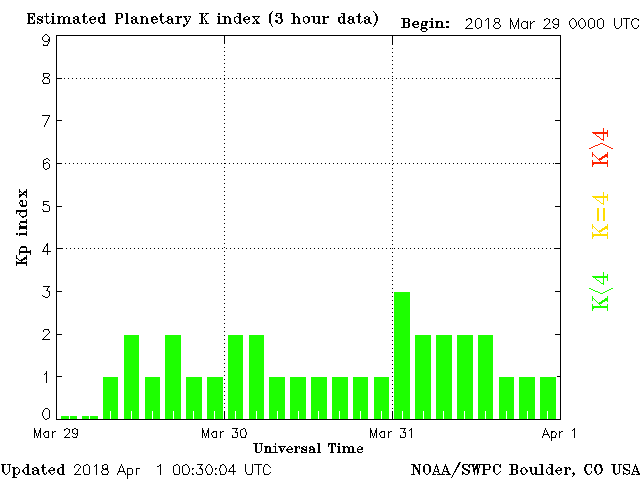 Estimated Planetary K index (3 hour data)
Begin: 2018 Mar 29 0000 UTC
9
8
7
6
5
4
3
2
1
0
Kp index
K>4
K=4
K<4
Mar 29
Mar 30
Mar 31
Apr 1
Universal Time
Updated 2018 Apr 1 00:30:04 UTC
NOAA/SWPC Boulder, CO USA